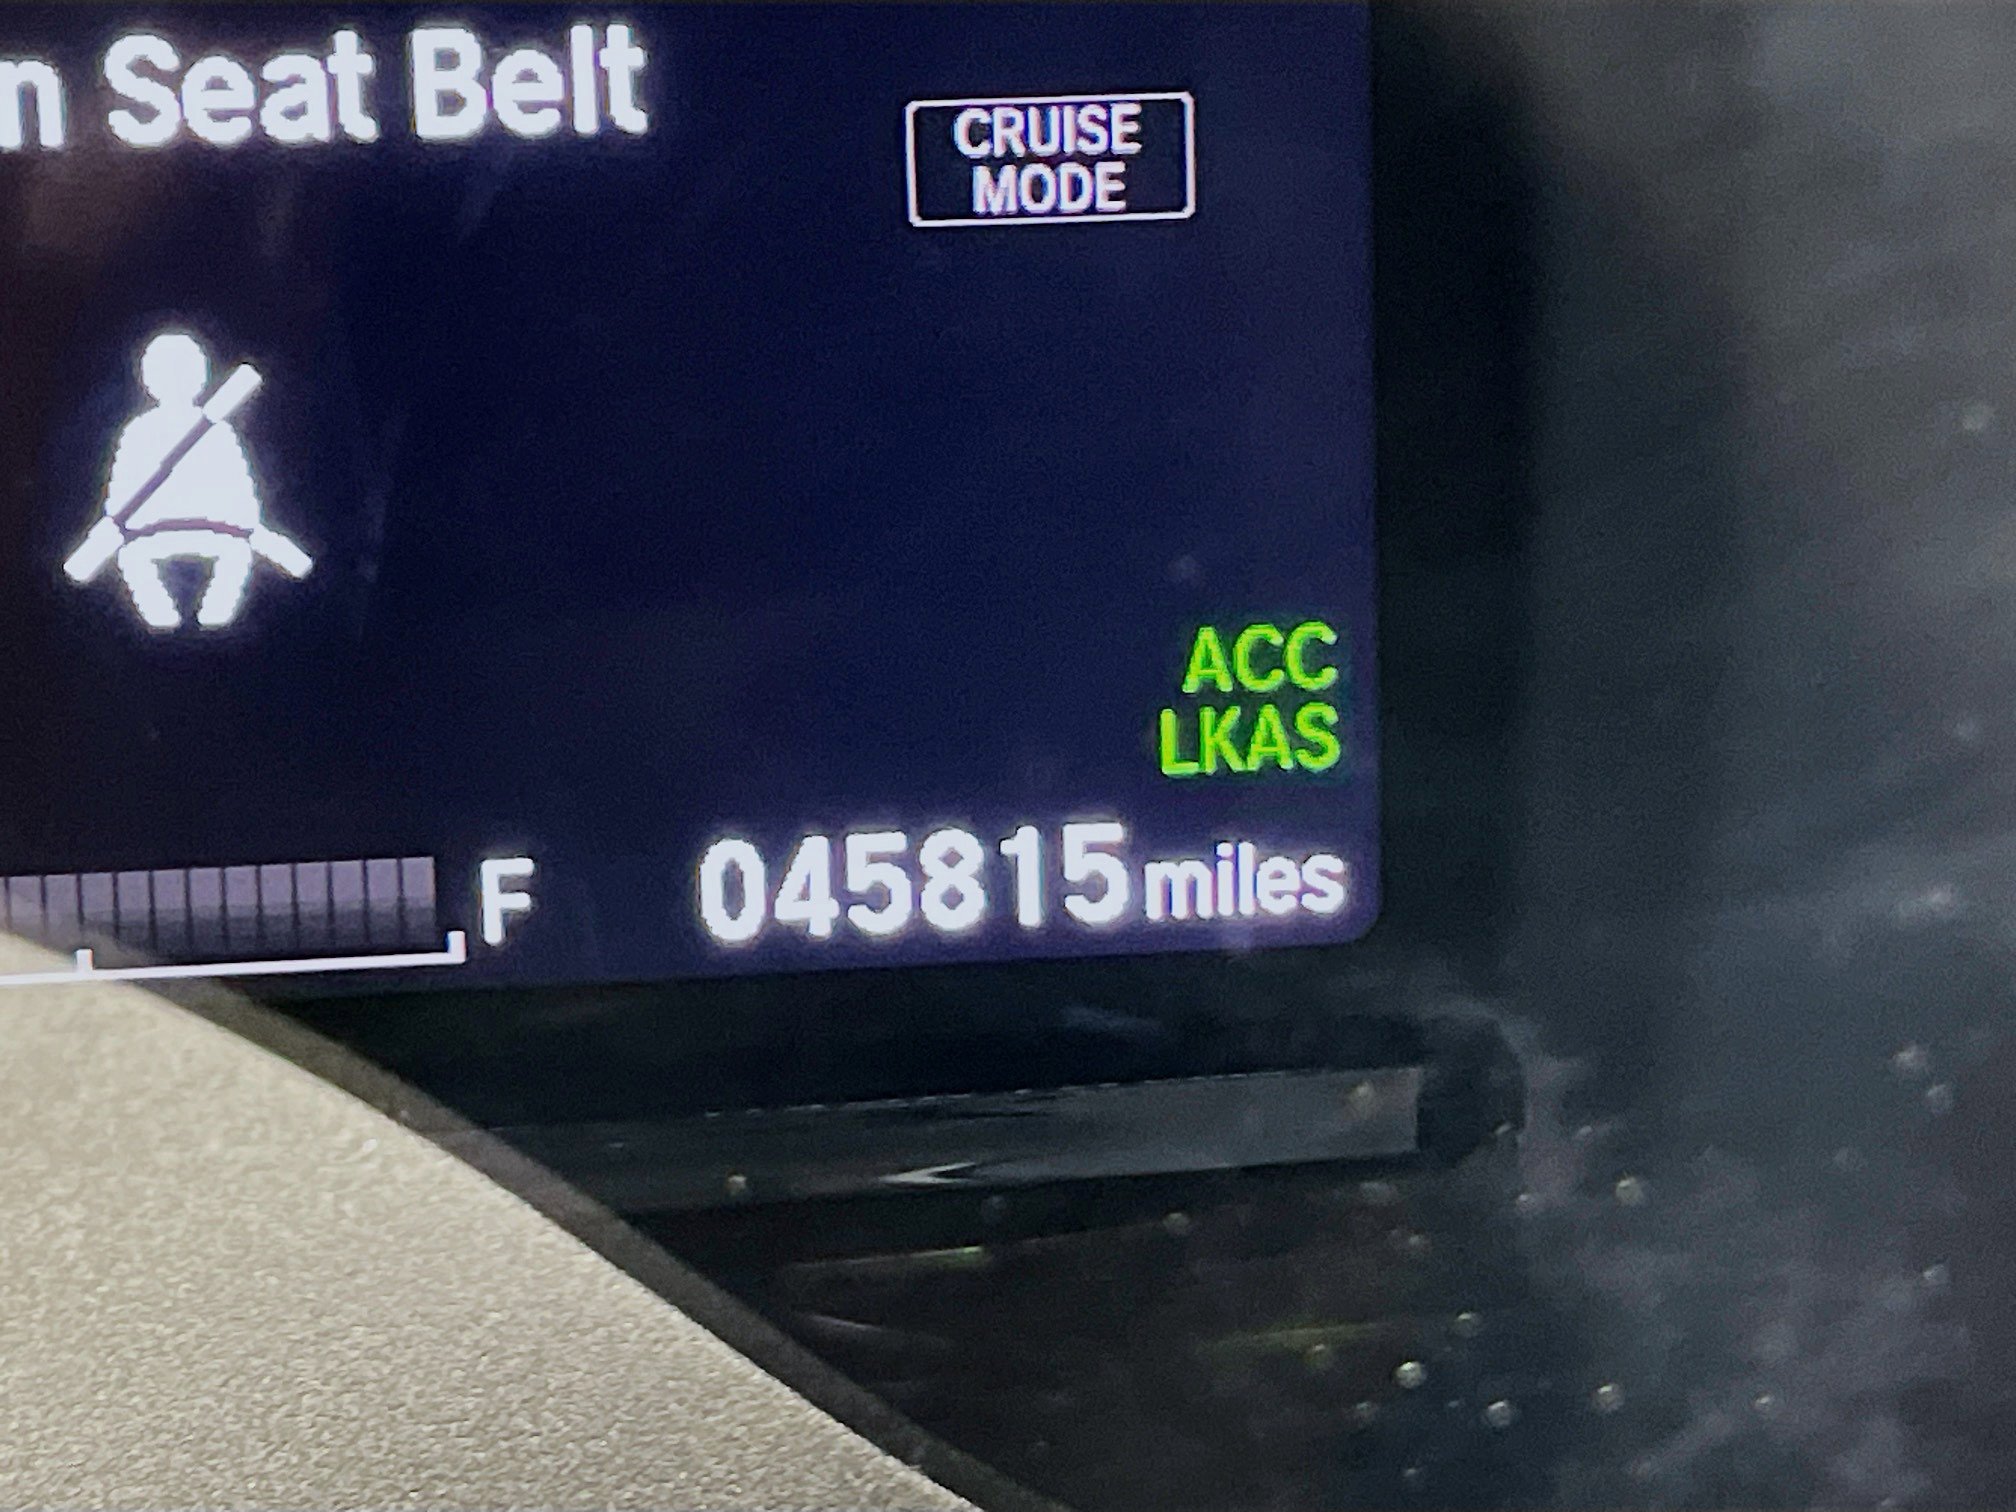 n Seat Belt
CRUISE
MODE
ACC
LKAS
F 045815 miles